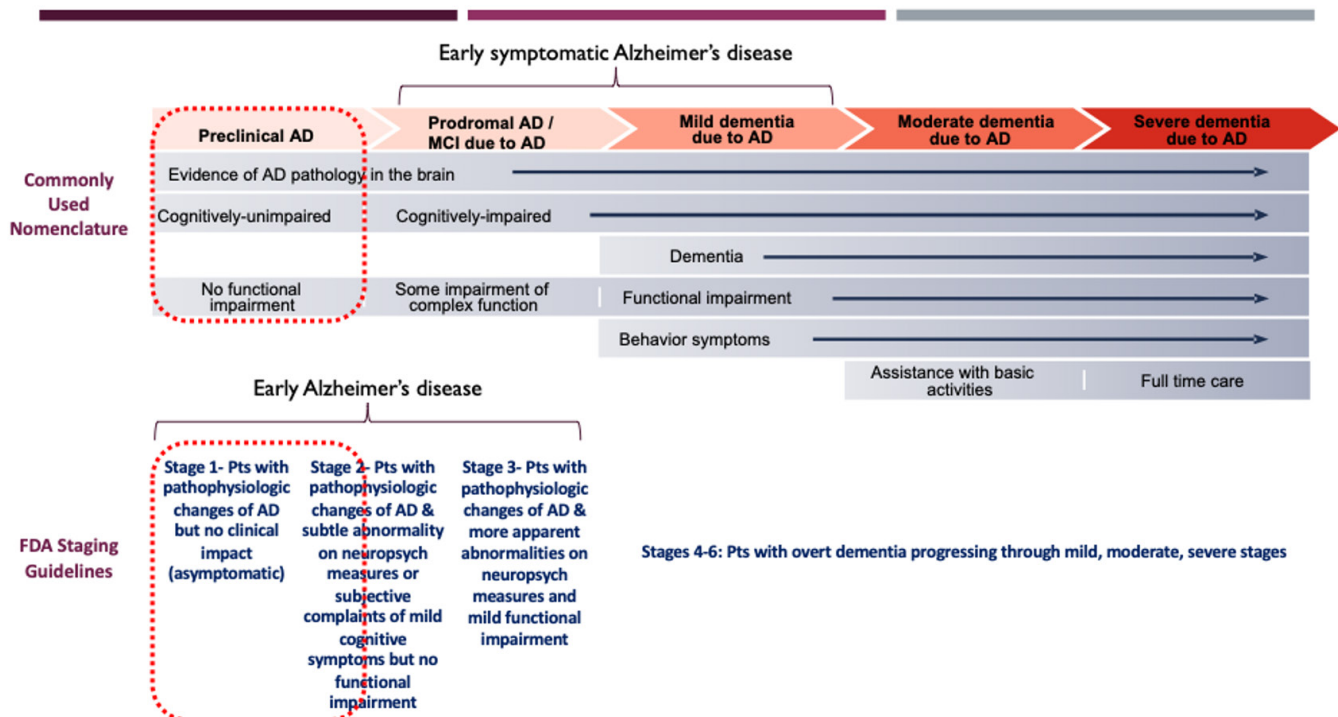 Early symptomatic Alzheimer's disease
Preclinical AD
Prodromal AD /
MCI due to AD
Mild dementia
due to AD
Moderate dementia
due to AD
Severe dementia
due to AD
Commonly
Used
Nomenclature
Evidence of AD pathology in the brain
Cognitively-unimpaired
Cognitively-impaired
Dementia
No functional
impairment
Some impairment of
complex function
Functional impairment
Behavior symptoms
Assistance with basic
activities
Full time care
Early Alzheimer's disease
FDA Staging
Guidelines
Stage 1- Pts with
pathophysiologic
changes of AD
but no clinical
impact
(asymptomatic)
Stage 2- Pts with
pathophysiologic
changes of AD &
subtle abnormality
on neuropsych
measures or
subjective
complaints of mild
cognitive
symptoms but no
functional
impairment
Stage 3- Pts with
pathophysiologic
changes of AD &
more apparent
abnormalities on
neuropsych
measures and
mild functional
impairment
Stages 4-6: Pts with overt dementia progressing through mild, moderate, severe stages